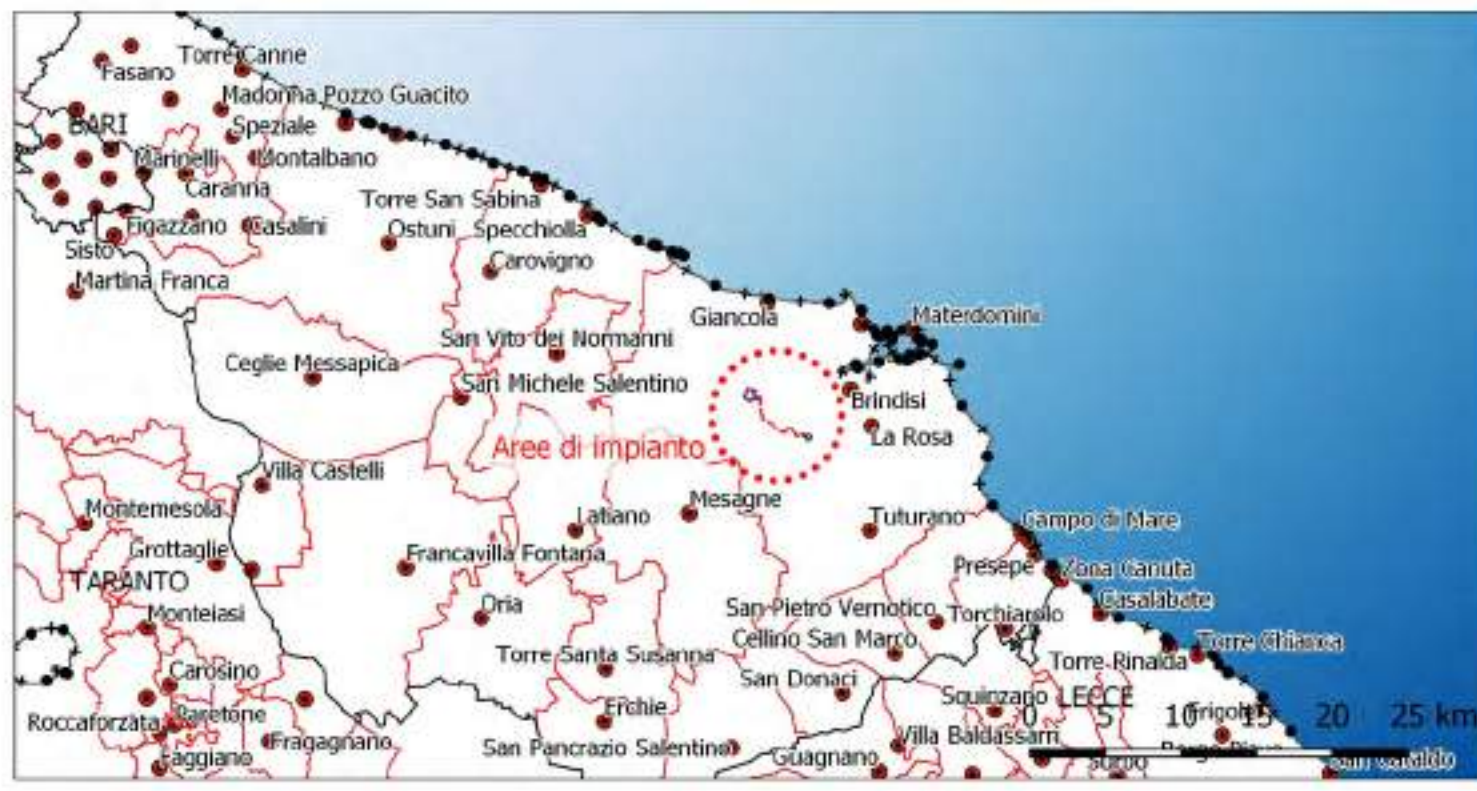 Torre Canne
Fasano
Madonna Pozzo Guacito
BARI
Speziale
Marinelli
Montalbano
Caranna
Torre San Sabina
Figazzano
Casalini
Ostuni
Specchiolla
Sisto
Carovigno
Martina Franca
Giancola
Materdomini
San Vito dei Normanni
Ceglie Messapica
San Michele Salentino
Brindisi
La Rosa
Aree di impianto
Villa Castelli
Mesagne
Montemesola
Latiano
Tuturano
Campo di Mare
Grottaglie
Francavilla Fontana
Presepe
Zona Canuta
TARANTO
Casalabate
Monteiasi
Oria
San Pietro Vernotico
Torchiarolo
Cellino San Marco
Torre Chianca
Torre Santa Susanna
Torre Rinalda
Carosino
San Donaci
Squinzano
LECCE
Roccaforzata
Erchie
0 5 10 15 20 25 km
Fragagnano
San Pancrazio Salentino
Villa Baldassarri
Faggiano
Guagnano
Surbo
San Cataldo